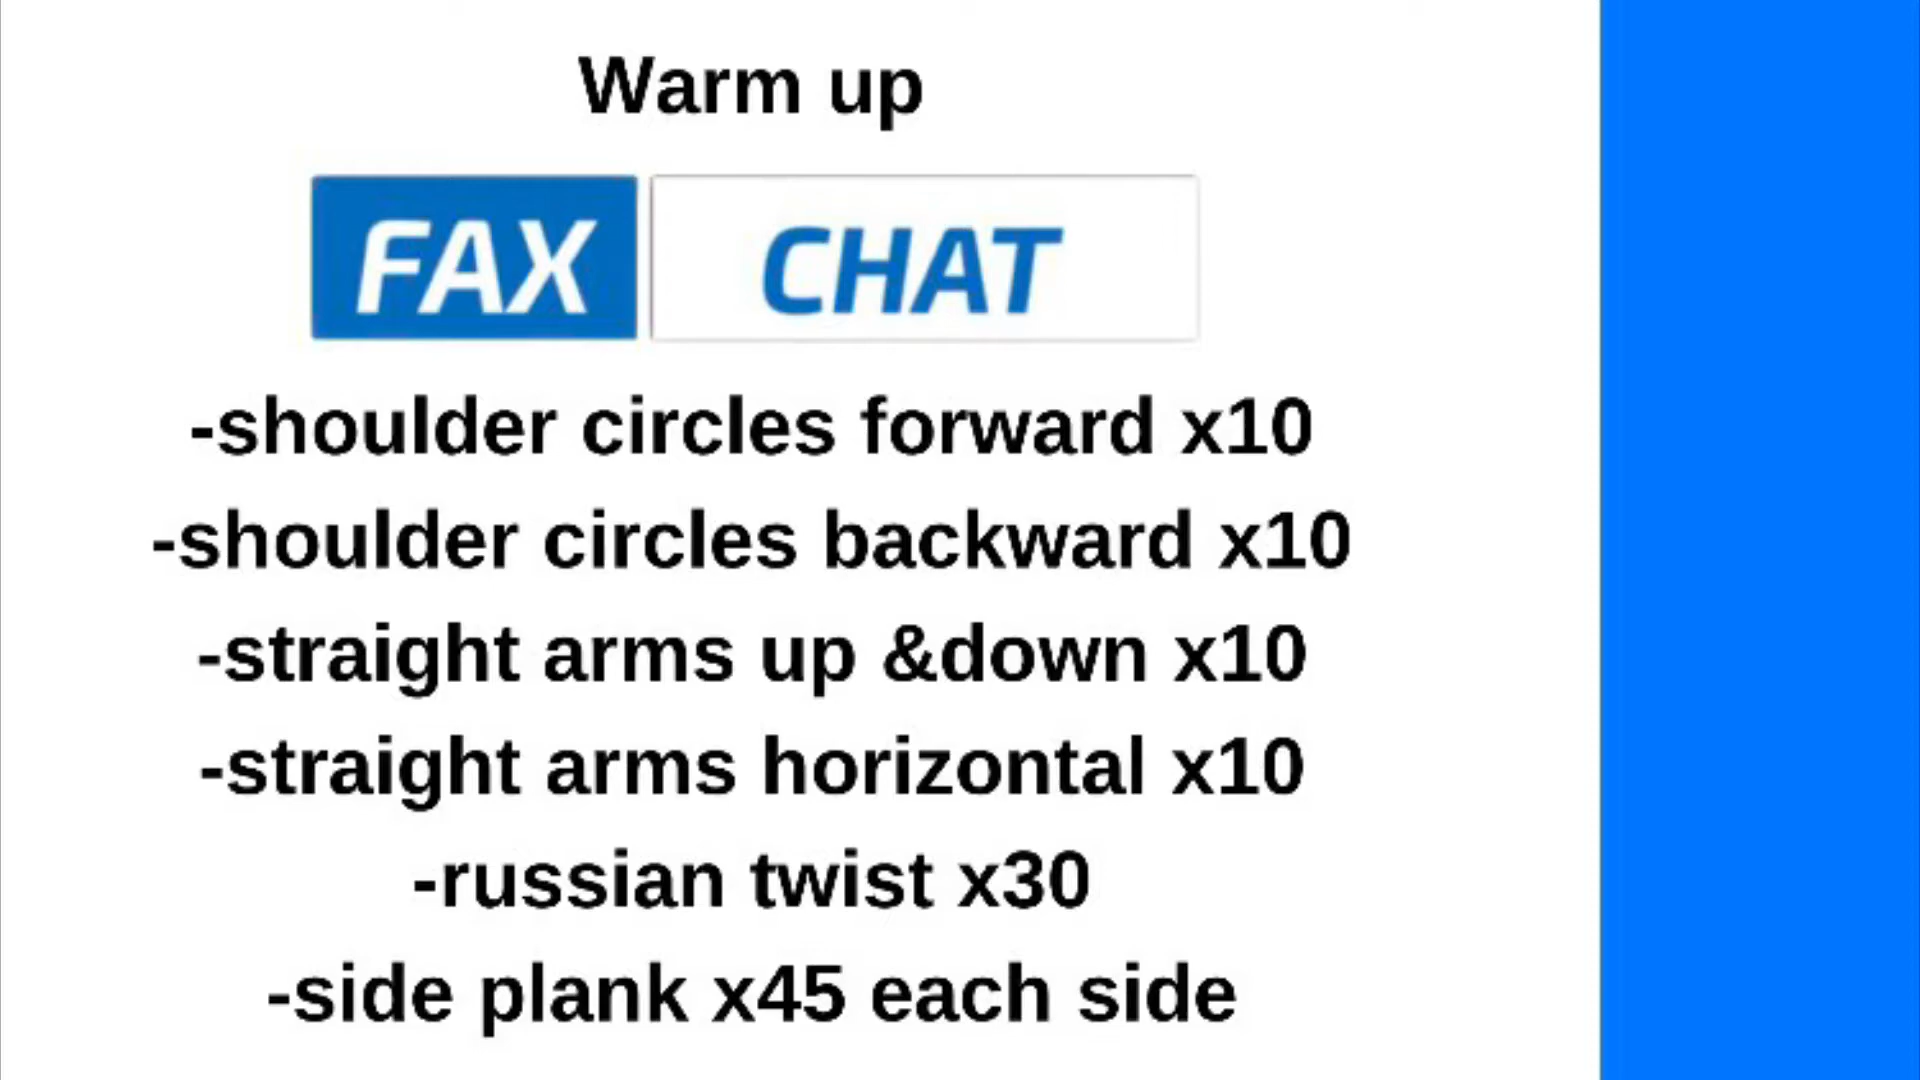 Warm up
FAX CHAT
-shoulder circles forward x10
-shoulder circles backward x10
-straight arms up &down x10
-straight arms horizontal x10
-russian twist x30
-side plank x45 each side